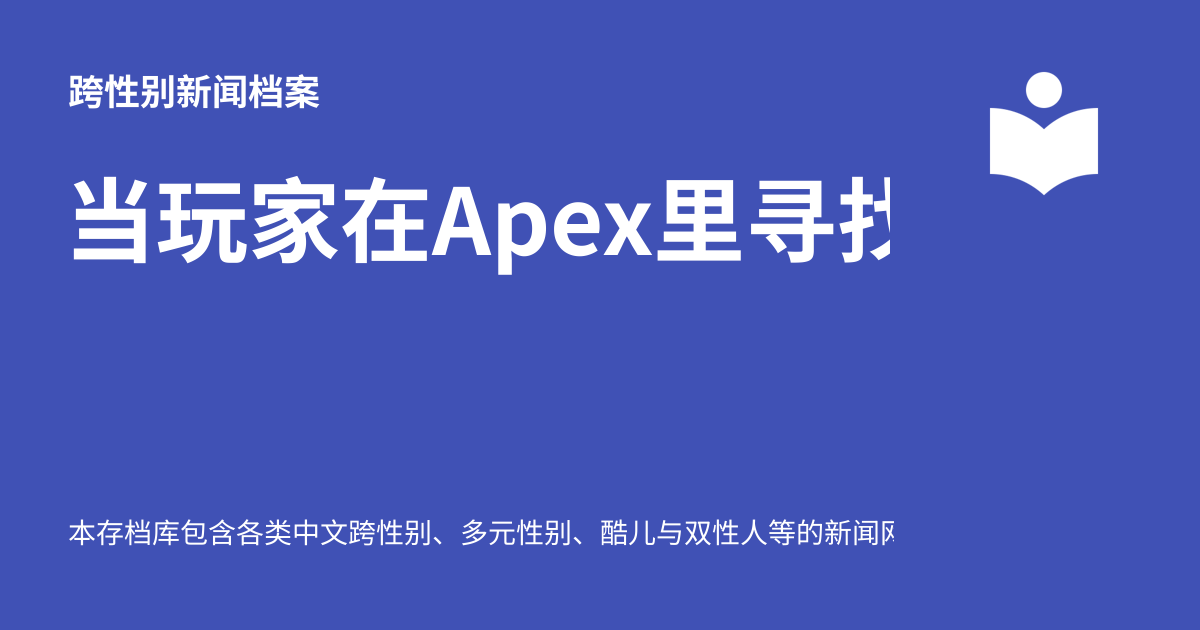 跨性别新闻档案
当玩家在Apex里寻
本存档库包含各类中文跨性别、多元性别、酷儿与双性人等的新闻